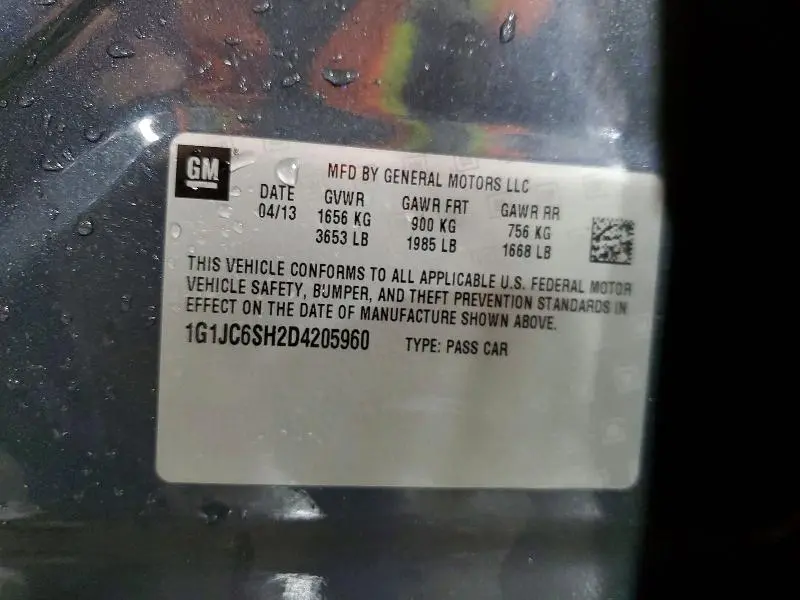 GM
MFD BY GENERAL MOTORS LLC
DATE GVWR GAWR FRT GAWR RR
04/13 1656 KG 900 KG 756 KG
3653 LB 1985 LB 1668 LB
THIS VEHICLE CONFORMS TO ALL APPLICABLE U.S. FEDERAL MOTOR
VEHICLE SAFETY, BUMPER, AND THEFT PREVENTION STANDARDS IN
EFFECT ON THE DATE OF MANUFACTURE SHOWN ABOVE.
1G1JC6SH2D4205960 TYPE: PASS CAR